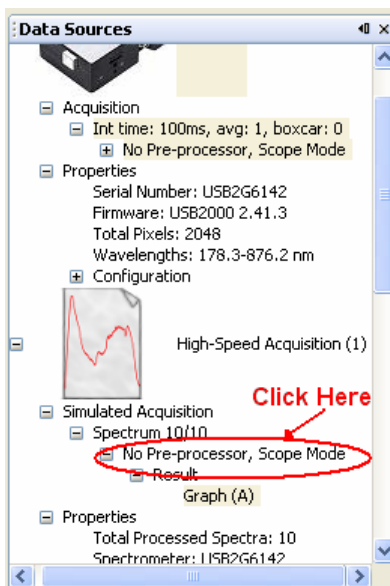 Data Sources
Acquisition
Int time: 100ms, avg: 1, boxcar: 0
No Pre-processor, Scope Mode
Properties
Serial Number: USB2G6142
Firmware: USB2000 2.41.3
Total Pixels: 2048
Wavelengths: 178.3-876.2 nm
Configuration
High-Speed Acquisition (1)
Click Here
Simulated Acquisition
Spectrum 10/10
No Pre-processor, Scope Mode
Result
Graph (A)
Properties
Total Processed Spectra: 10
Spectrometer: USB2G6142